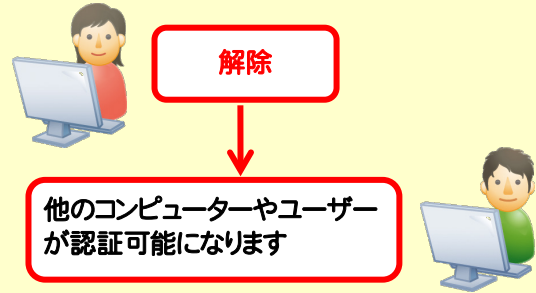 解除
他のコンピューターやユーザー
が認証可能になります